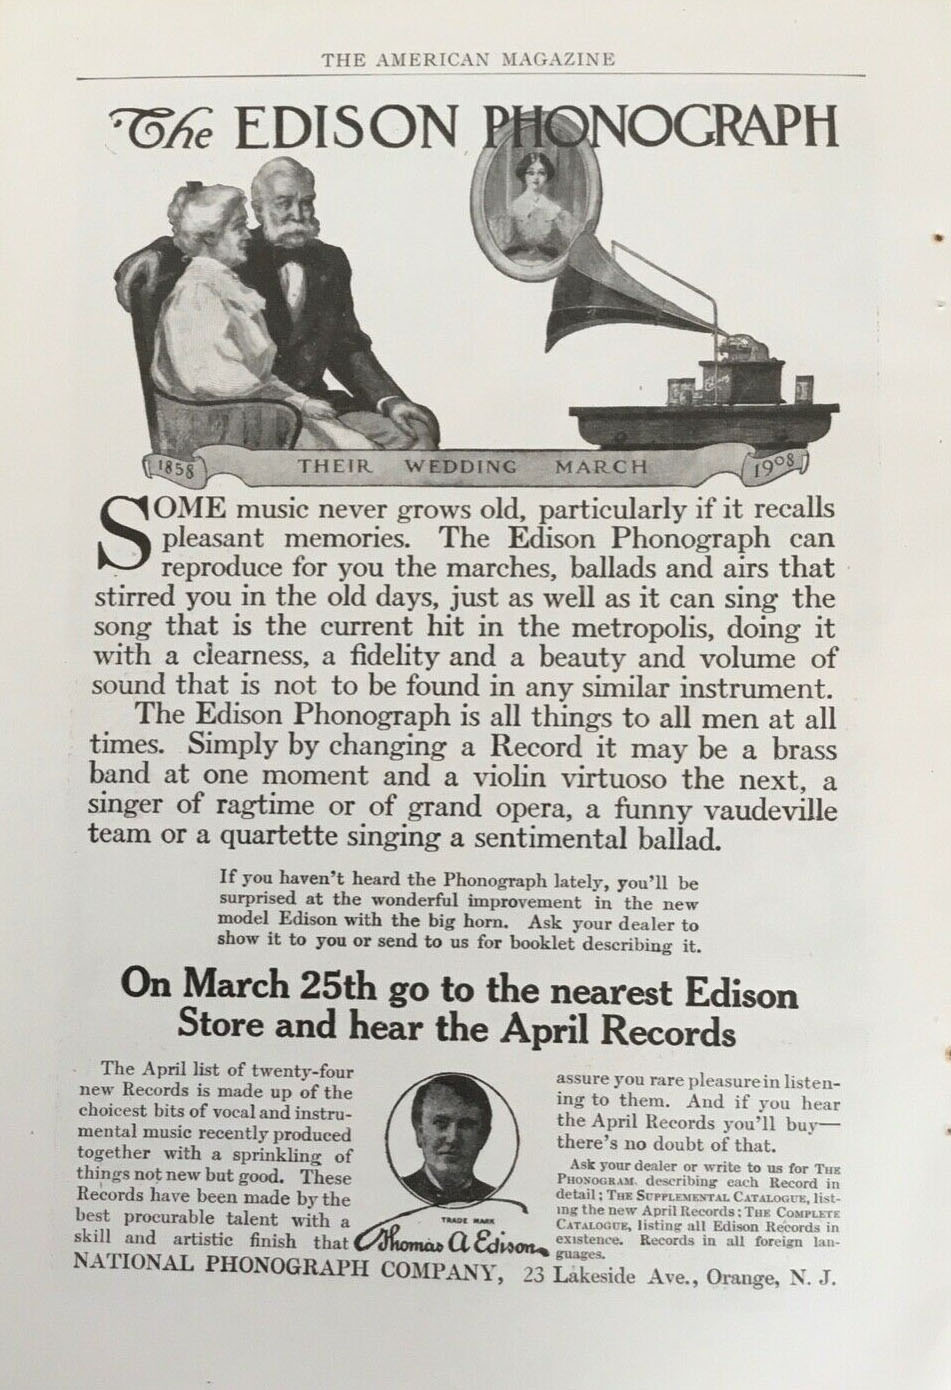 THE AMERICAN MAGAZINE
The EDISON PHONOGRAPH
1858 THEIR WEDDING MARCH 1908
SOME music never grows old, particularly if it recalls
pleasant memories. The Edison Phonograph can
reproduce for you the marches, ballads and airs that
stirred you in the old days, just as well as it can sing the
song that is the current hit in the metropolis, doing it
with a clearness, a fidelity and a beauty and volume of
sound that is not to be found in any similar instrument.
The Edison Phonograph is all things to all men at all
times. Simply by changing a Record it may be a brass
band at one moment and a violin virtuoso the next, a
singer of ragtime or of grand opera, a funny vaudeville
team or a quartette singing a sentimental ballad.
If you haven't heard the Phonograph lately, you'll be
surprised at the wonderful improvement in the new
model Edison with the big horn. Ask your dealer to
show it to you or send to us for booklet describing it.
On March 25th go to the nearest Edison
Store and hear the April Records
The April list of twenty-four
new Records is made up of the
choicest bits of vocal and instru-
mental music recently produced
together with a sprinkling of
things not new but good. These
Records have been made by the
best procurable talent with a
skill and artistic finish that
TRADE MARK
Thomas A Edison
assure you rare pleasure in listen-
ing to them. And if you hear
the April Records you'll buy—
there's no doubt of that.
Ask your dealer or write to us for THE
PHONOGRAM, describing each Record in
detail; THE SUPPLEMENTAL CATALOGUE, list-
ing the new April Records; THE COMPLETE
CATALOGUE, listing all Edison Records in
existence. Records in all foreign lan-
guages.
NATIONAL PHONOGRAPH COMPANY, 23 Lakeside Ave., Orange, N. J.